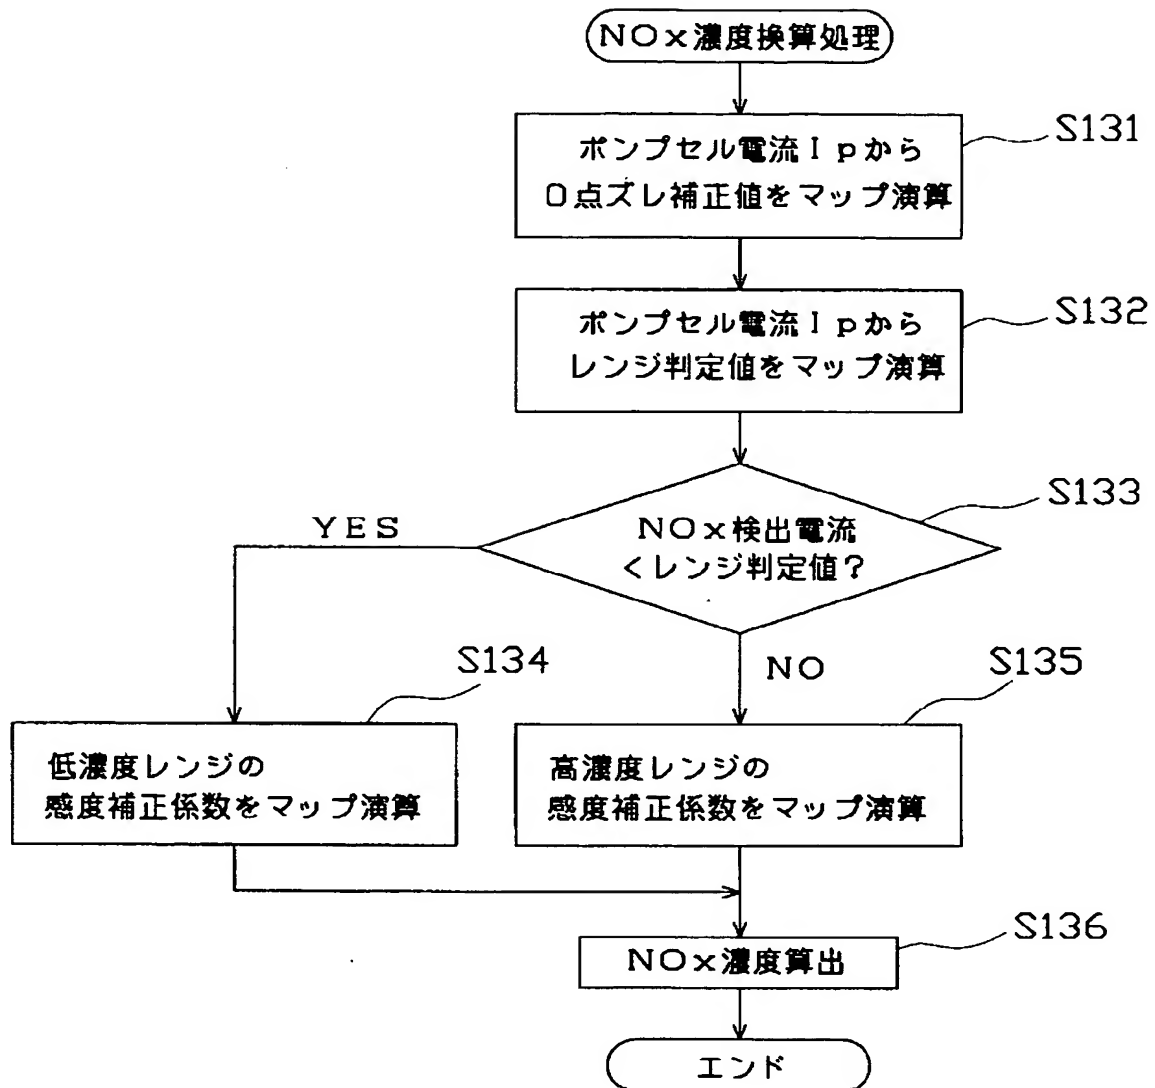 NOx濃度換算処理
S131
ポンプセル電流Ipから
0点ズレ補正値をマップ演算
S132
ポンプセル電流Ipから
レンジ判定値をマップ演算
S133
YES
NOx検出電流
<レンジ判定値?
NO
S134
S135
低濃度レンジの
感度補正係数をマップ演算
高濃度レンジの
感度補正係数をマップ演算
S136
NOx濃度算出
エンド